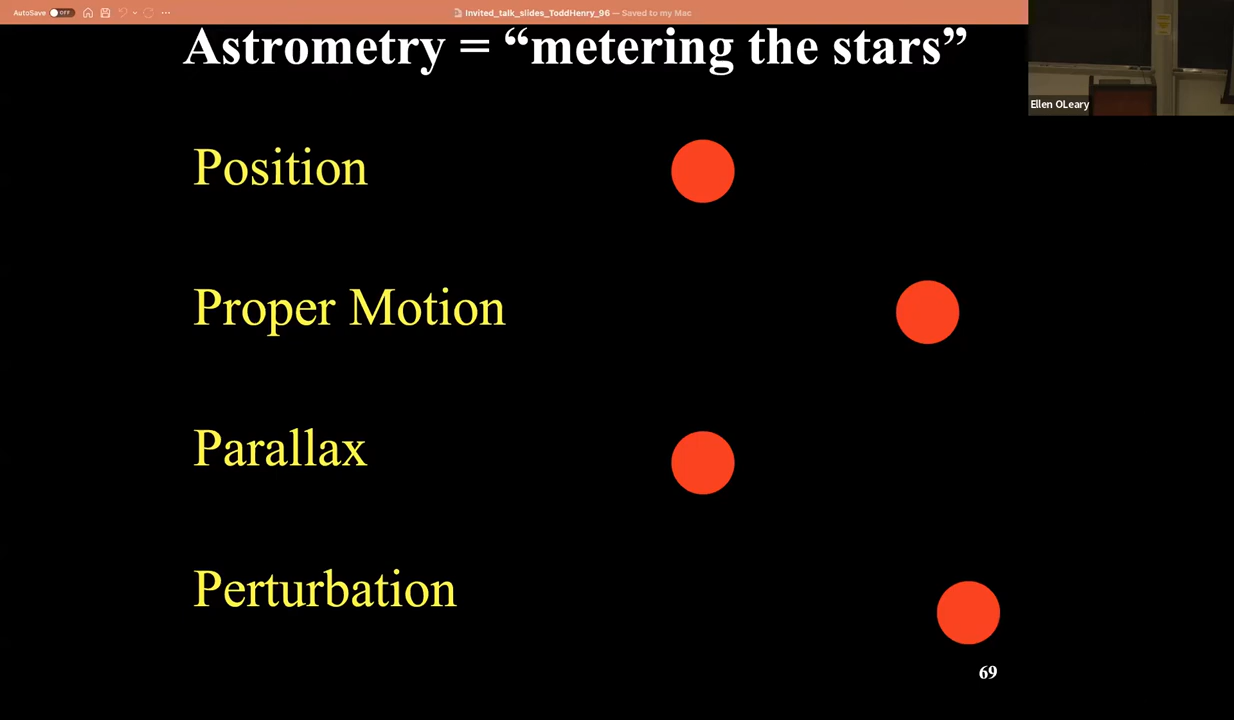 AutoSave OFF
Invited_talk_slides_ToddHenry_96 — Saved to my Mac
Astrometry = “metering the stars”
Ellen OLeary
Position
Proper Motion
Parallax
Perturbation
69